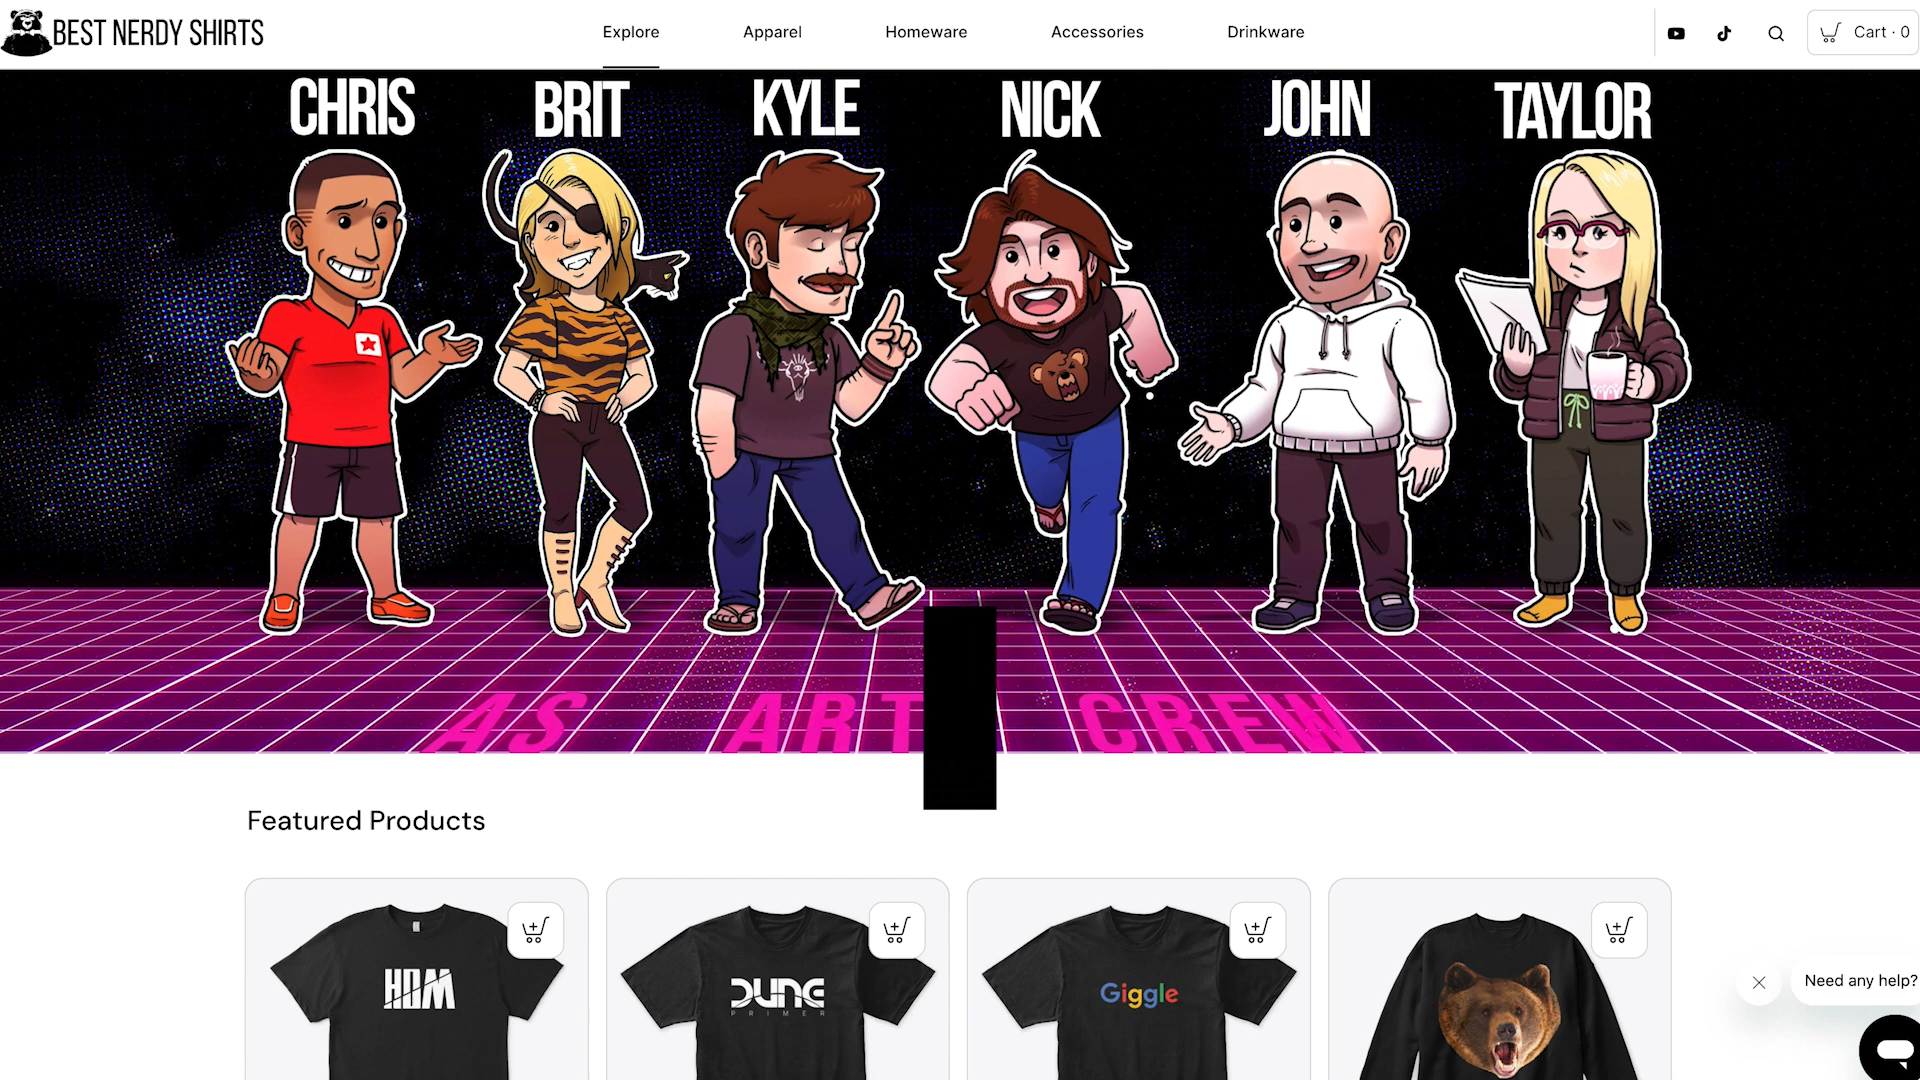 BEST NERDY SHIRTS
Explore
Apparel
Homeware
Accessories
Drinkware
Cart · 0
CHRIS
BRIT
KYLE
NICK
JOHN
TAYLOR
AS ART CREW
Featured Products
HDM
DUNE
PRIMER
Giggle
Need any help?